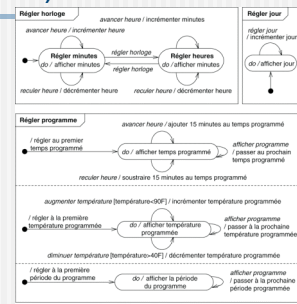 Régler horloge
avancer heure / incrémenter minutes
avancer heure / incrémenter heure
Régler minutes
do / afficher minutes
régler horloge
régler horloge
Régler heures
do / afficher minutes
reculer heure / décrémenter heure
reculer heure / décrémenter heure
Régler jour
régler jour
/ incrémenter jour
do / afficher jour
Régler programme
avancer heure / ajouter 15 minutes au temps programmé
/ régler au premier
temps programmé
do / afficher temps programmé
afficher programme
/ passer au prochain
temps programmé
reculer heure / soustraire 15 minutes au temps programmé
augmenter température [température<90F] / incrémenter température programmée
/ régler à la première
température programmée
do / afficher température
programmée
afficher programme
/ passer à la prochaine
température programmée
diminuer température [température>40F] / décrémenter température programmée
/ régler à la première
période du programme
do / afficher la période
du programme
afficher programme
/ passer à la prochaine
période programmée